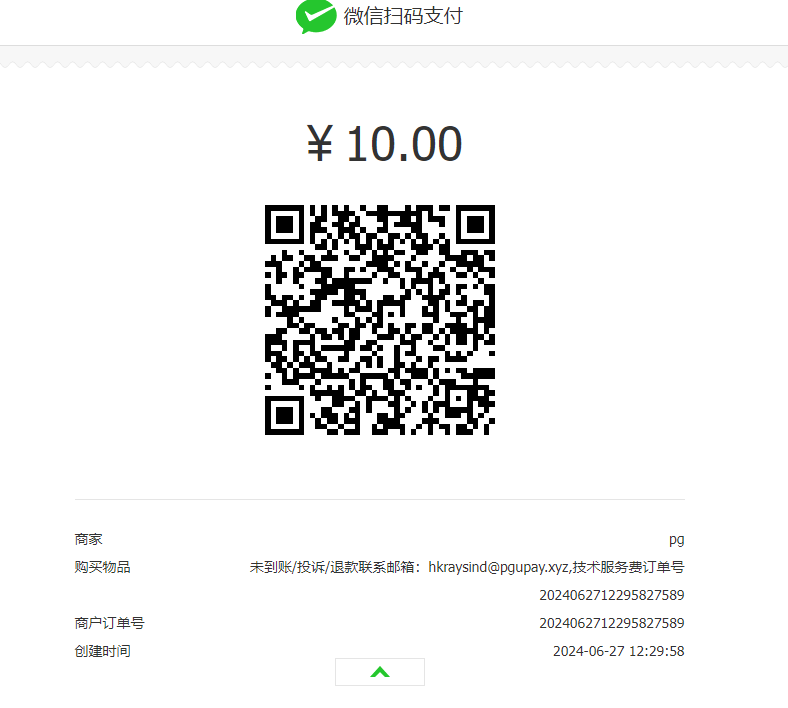 微信扫码支付
¥ 10.00
商家 pg
购买物品 未到账/投诉/退款联系邮箱：hkraysind@pgupay.xyz,技术服务费订单号
2024062712295827589
商户订单号 2024062712295827589
创建时间 2024-06-27 12:29:58